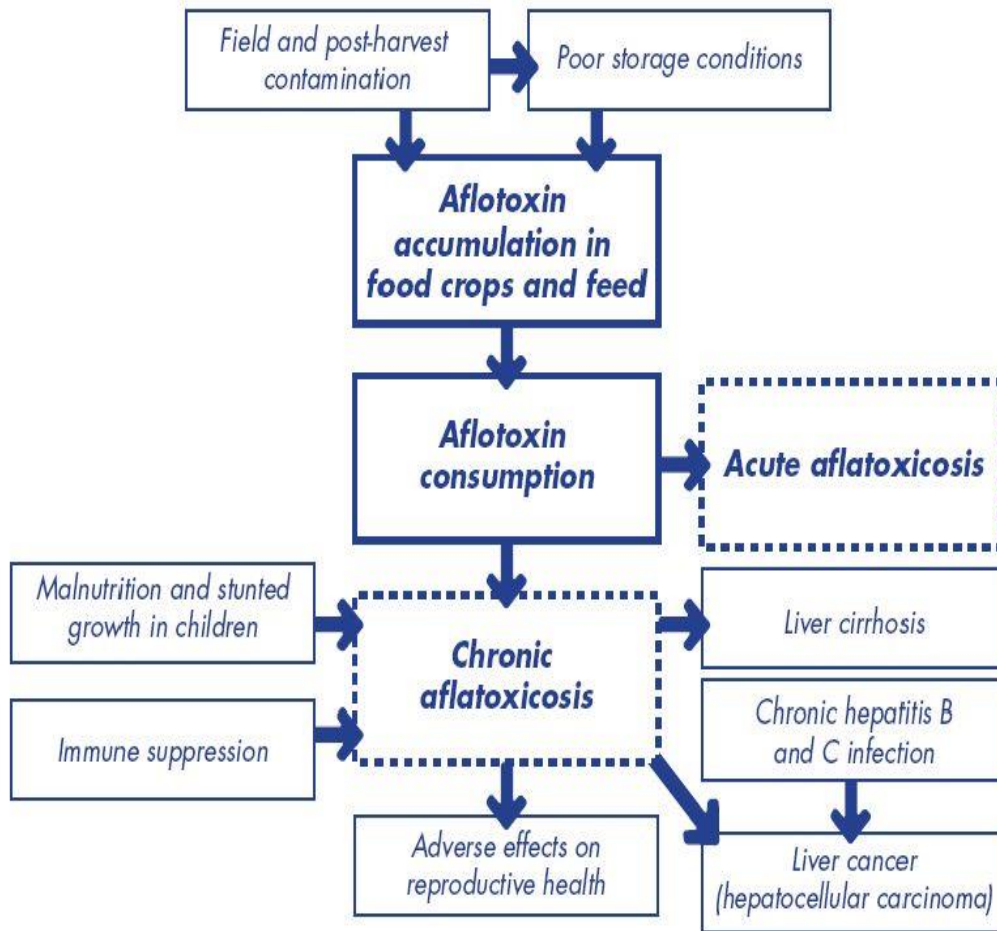 Field and post-harvest
contamination
Poor storage conditions
Aflotoxin
accumulation in
food crops and feed
Aflotoxin
consumption
Acute aflatoxicosis
Malnutrition and stunted
growth in children
Chronic
aflatoxicosis
Liver cirrhosis
Immune suppression
Chronic hepatitis B
and C infection
Adverse effects on
reproductive health
Liver cancer
(hepatocellular carcinoma)